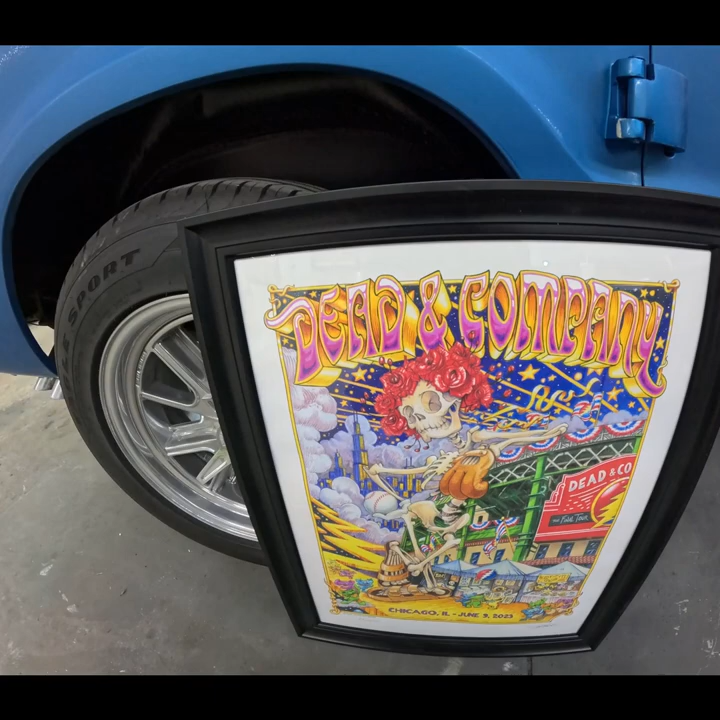 SPORT
DEAD & COMPANY
DEAD & CO
CHICAGO, IL - JUNE 9, 2023